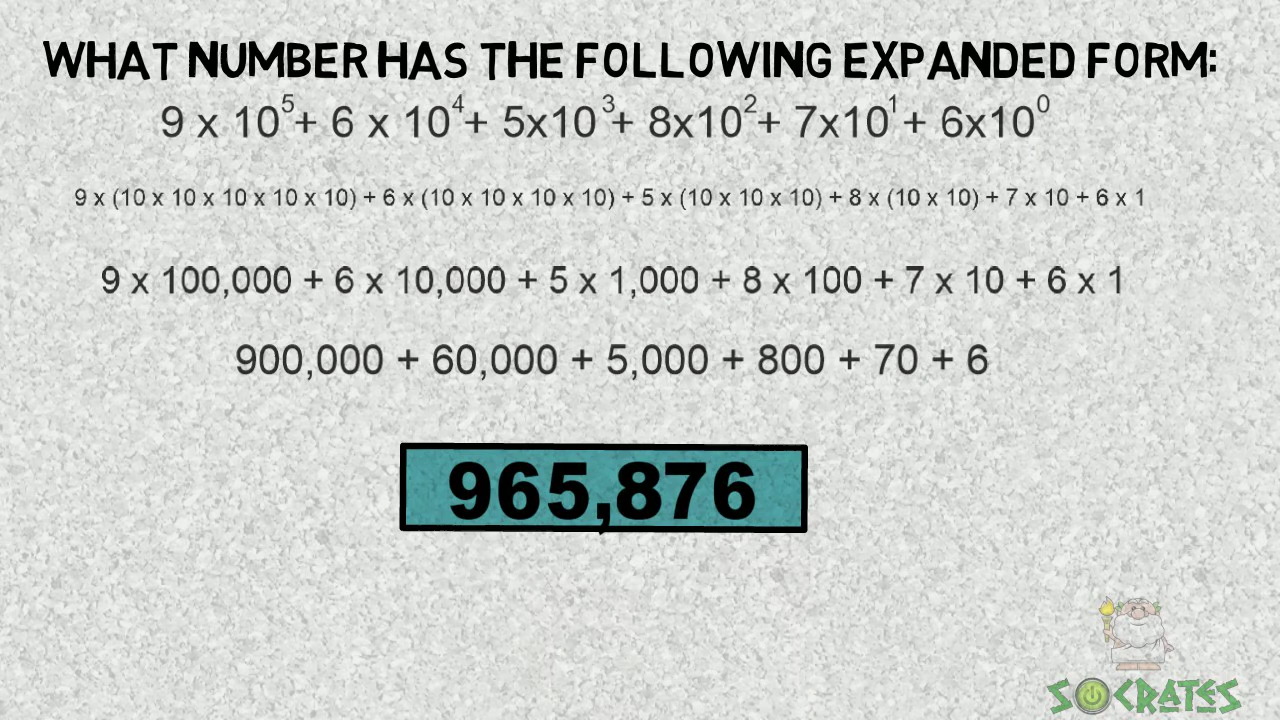 WHAT NUMBER HAS THE FOLLOWING EXPANDED FORM:
9 x 10⁵+ 6 x 10⁴+ 5x10³+ 8x10²+ 7x10¹+ 6x10⁰
9 x (10 x 10 x 10 x 10 x 10) + 6 x (10 x 10 x 10 x 10) + 5 x (10 x 10 x 10) + 8 x (10 x 10) + 7 x 10 + 6 x 1
9 x 100,000 + 6 x 10,000 + 5 x 1,000 + 8 x 100 + 7 x 10 + 6 x 1
900,000 + 60,000 + 5,000 + 800 + 70 + 6
965,876
SOCRATES